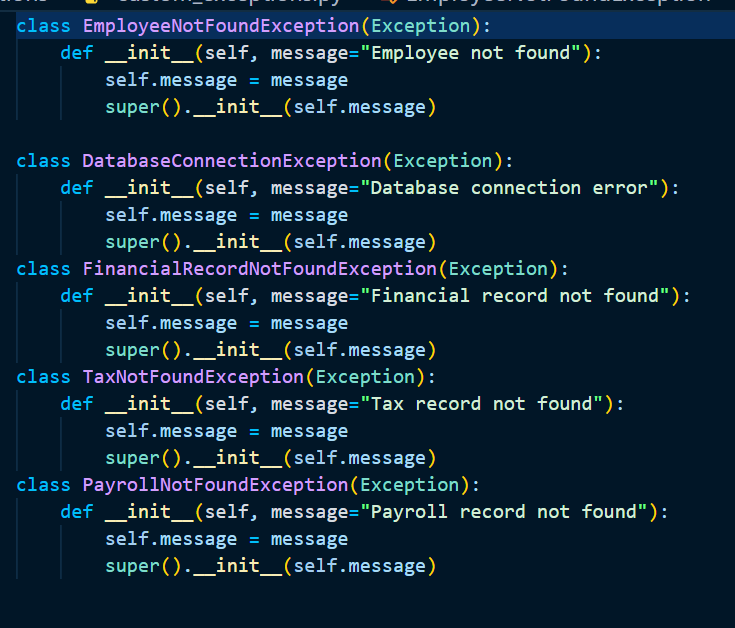 class EmployeeNotFoundException(Exception):
    def __init__(self, message="Employee not found"):
        self.message = message
        super().__init__(self.message)

class DatabaseConnectionException(Exception):
    def __init__(self, message="Database connection error"):
        self.message = message
        super().__init__(self.message)
class FinancialRecordNotFoundException(Exception):
    def __init__(self, message="Financial record not found"):
        self.message = message
        super().__init__(self.message)
class TaxNotFoundException(Exception):
    def __init__(self, message="Tax record not found"):
        self.message = message
        super().__init__(self.message)
class PayrollNotFoundException(Exception):
    def __init__(self, message="Payroll record not found"):
        self.message = message
        super().__init__(self.message)